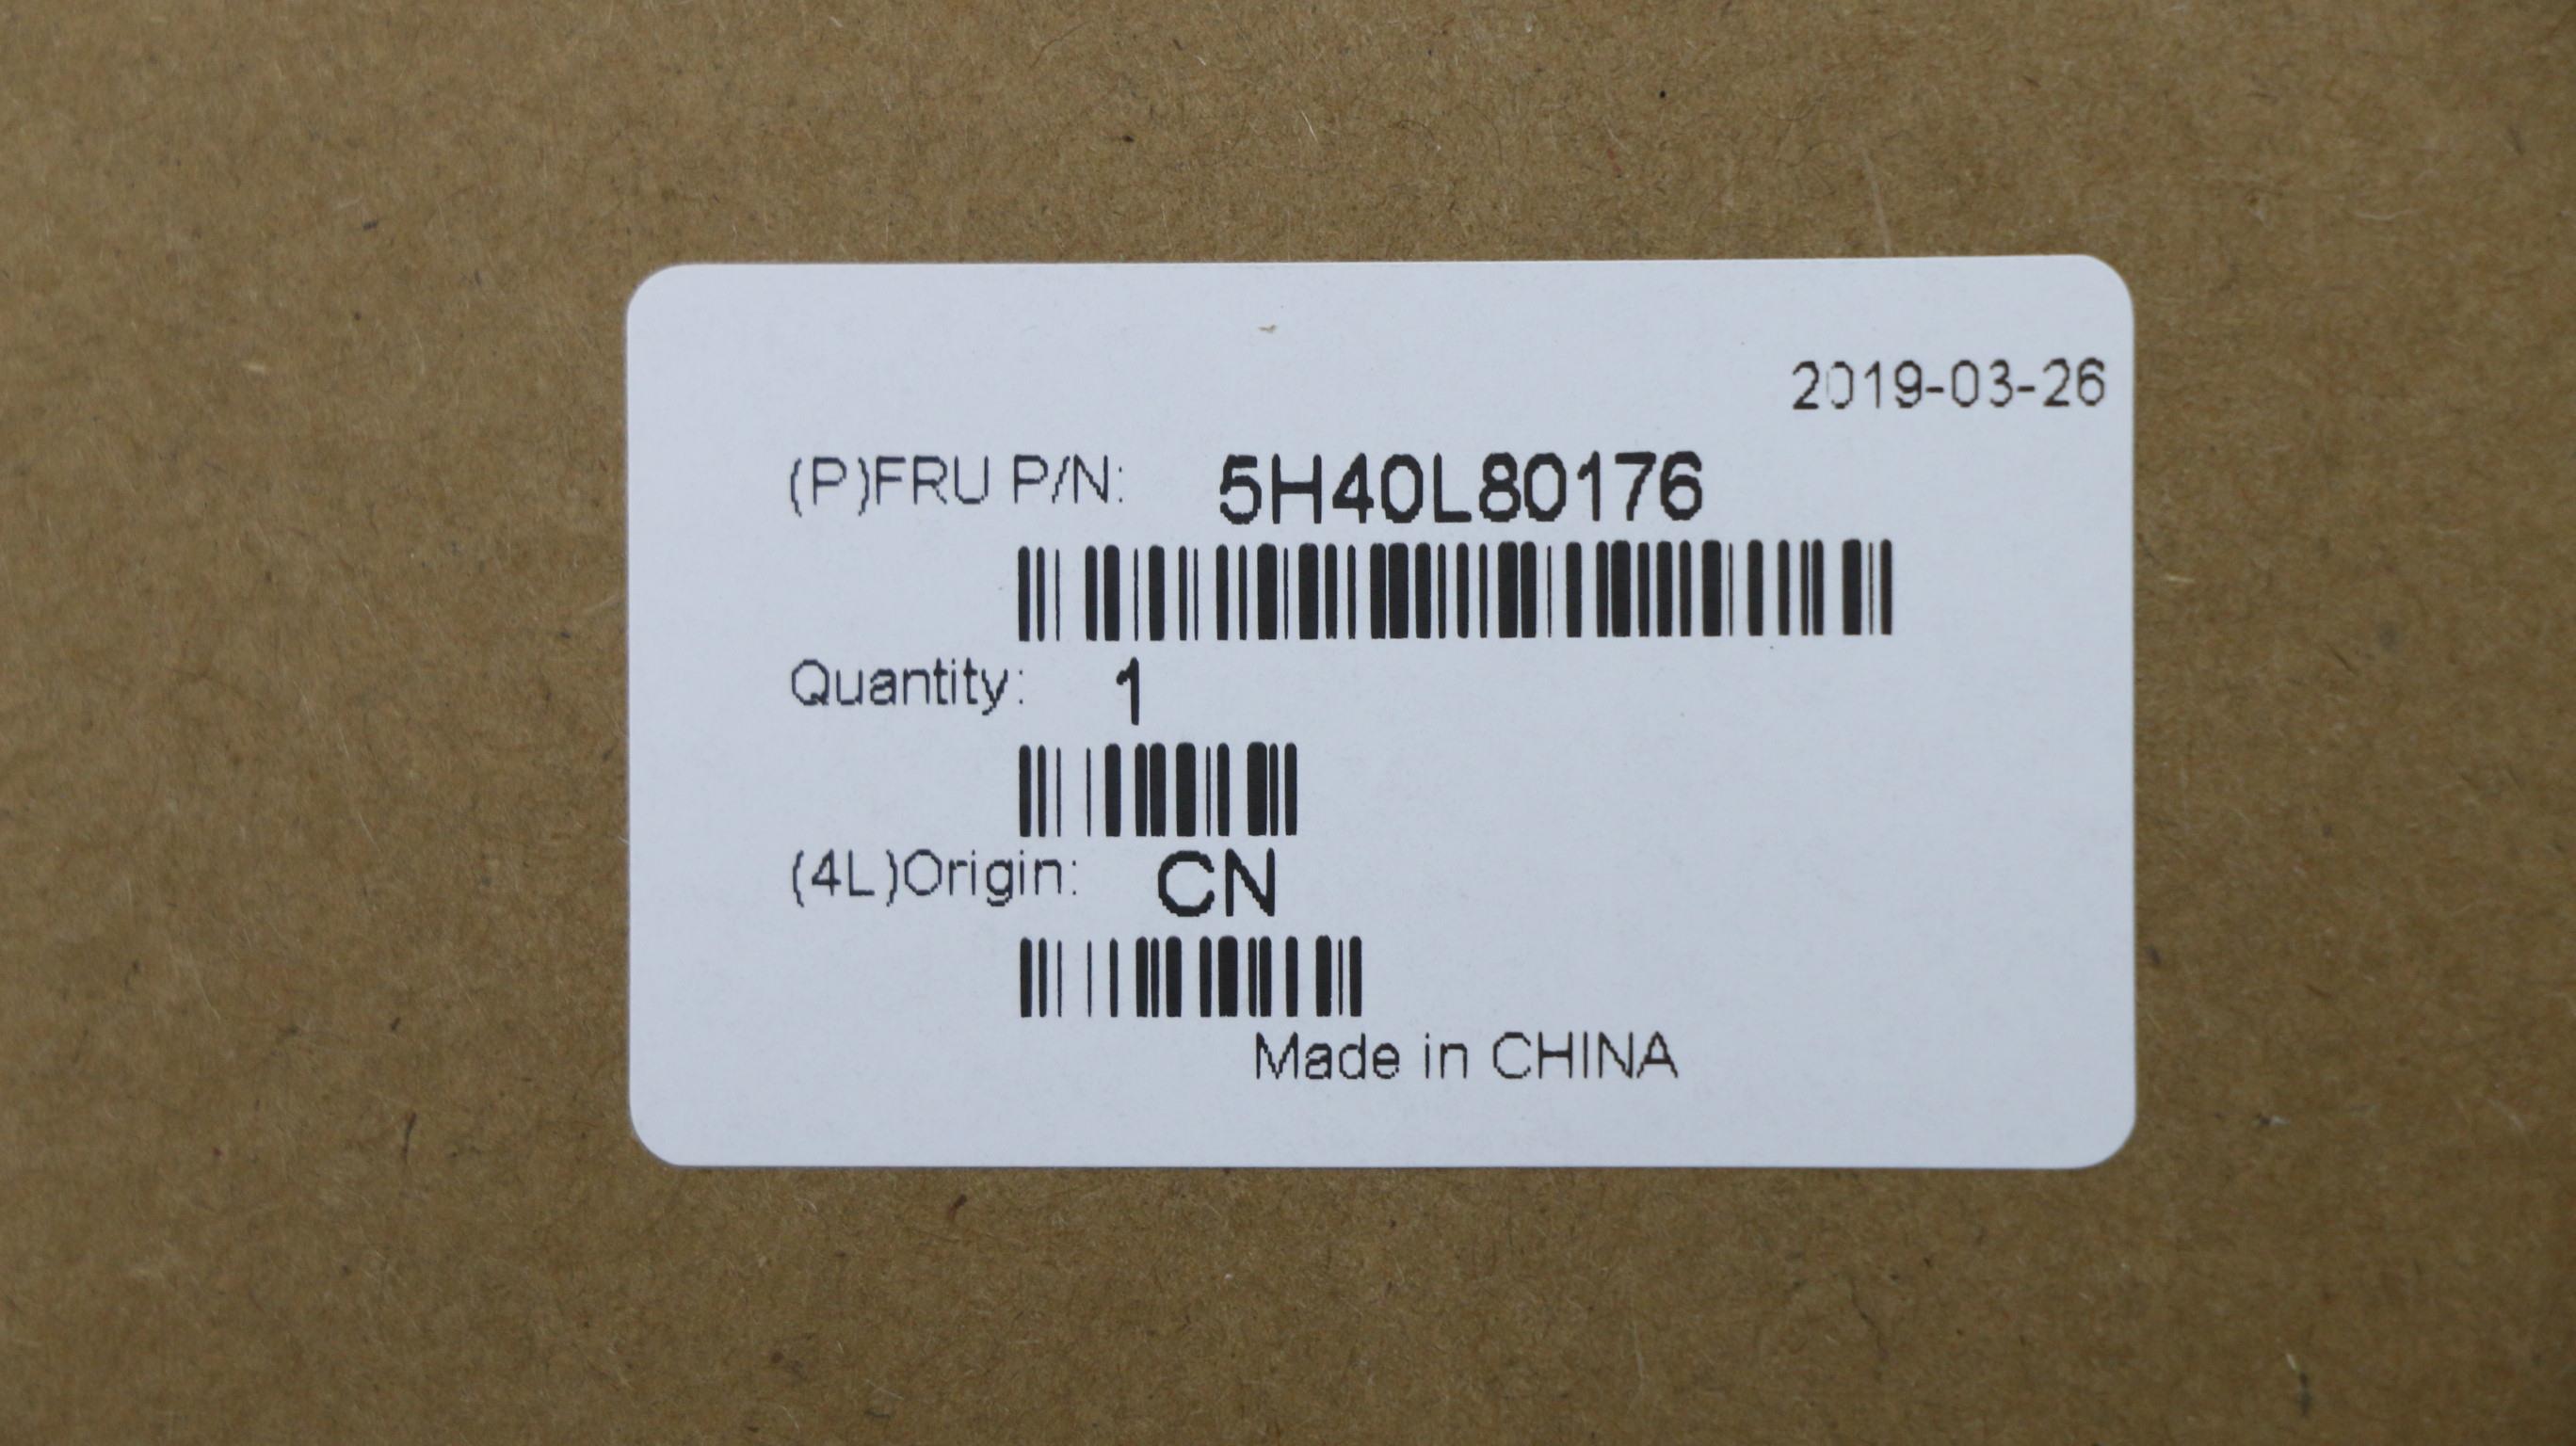 2019-03-26
(P)FRU P/N: 5H40L80176
Quantity: 1
(4L)Origin: CN
Made in CHINA